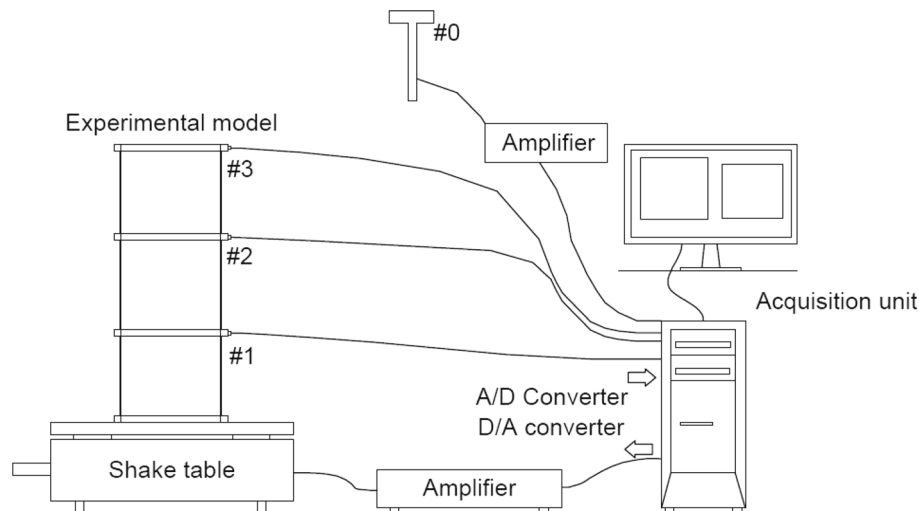 #0
Amplifier
Experimental model
#3
#2
#1
Acquisition unit
A/D Converter
D/A converter
Shake table
Amplifier